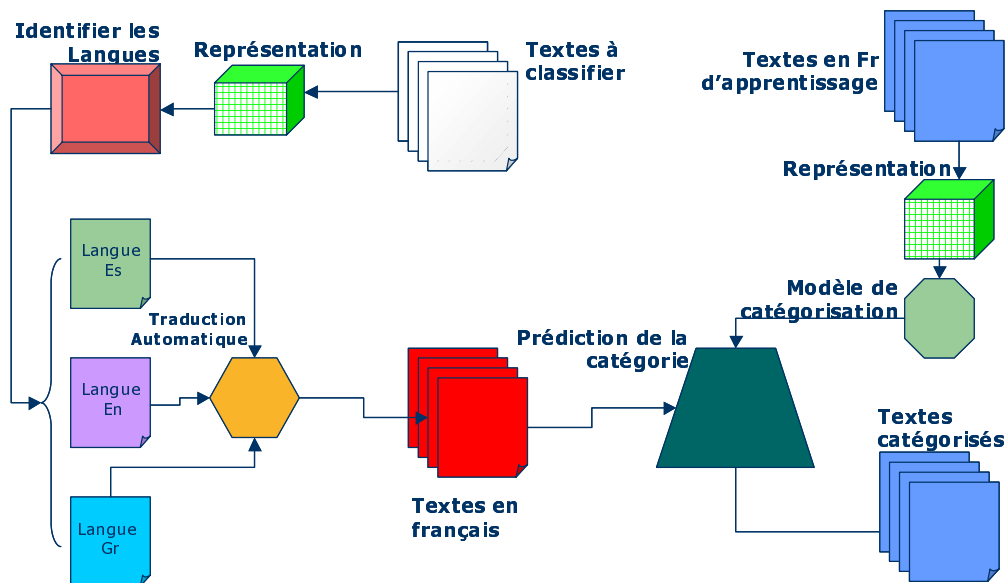 Identifier les
Langues
Représentation
Textes à
classifier
Textes en Fr
d’apprentissage
Représentation
Langue
Es
Traduction
Automatique
Modèle de
catégorisation
Prédiction de la
catégorie
Langue
En
Textes
catégorisés
Textes en
français
Langue
Gr